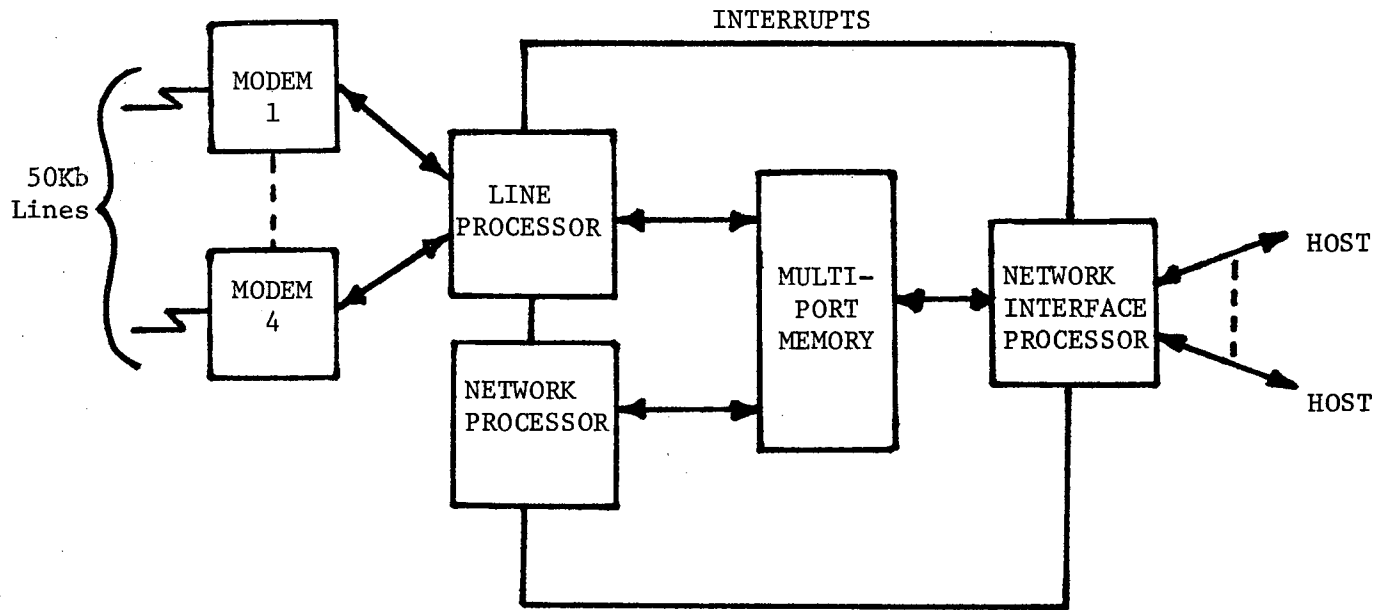 INTERRUPTS
MODEM
1
50Kb
Lines
MODEM
4
LINE
PROCESSOR
NETWORK
PROCESSOR
MULTI-
PORT
MEMORY
NETWORK
INTERFACE
PROCESSOR
HOST
HOST